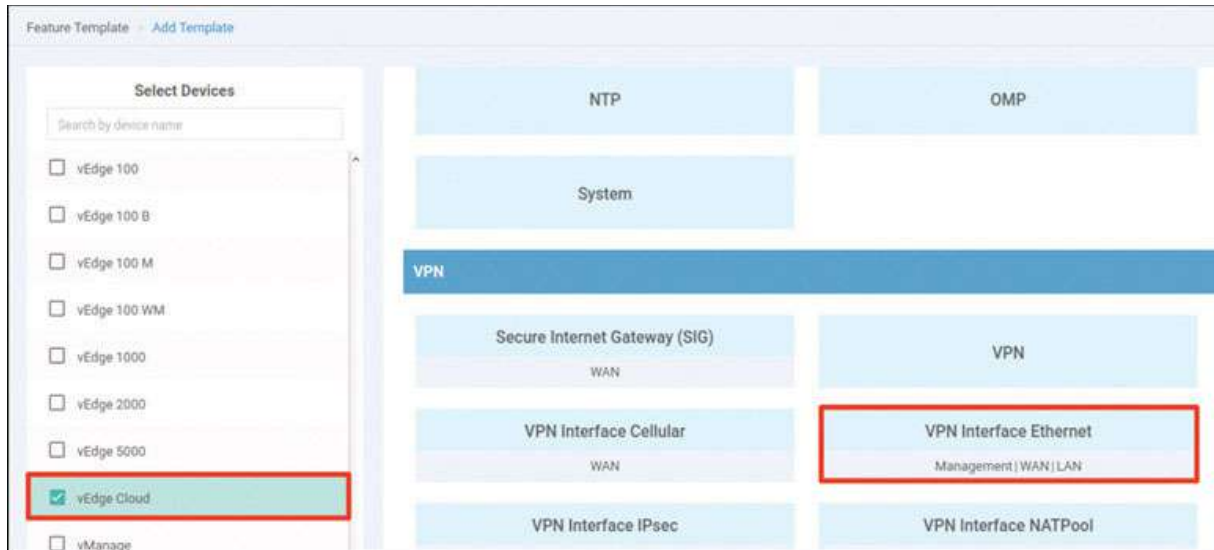 Feature Template > Add Template
Select Devices
Search by device name
vEdge 100
vEdge 100 B
vEdge 100 M
vEdge 100 WM
vEdge 1000
vEdge 2000
vEdge 5000
vEdge Cloud
vManage
NTP
OMP
System
VPN
Secure Internet Gateway (SIG)
WAN
VPN
VPN Interface Cellular
WAN
VPN Interface Ethernet
Management | WAN | LAN
VPN Interface IPsec
VPN Interface NATPool